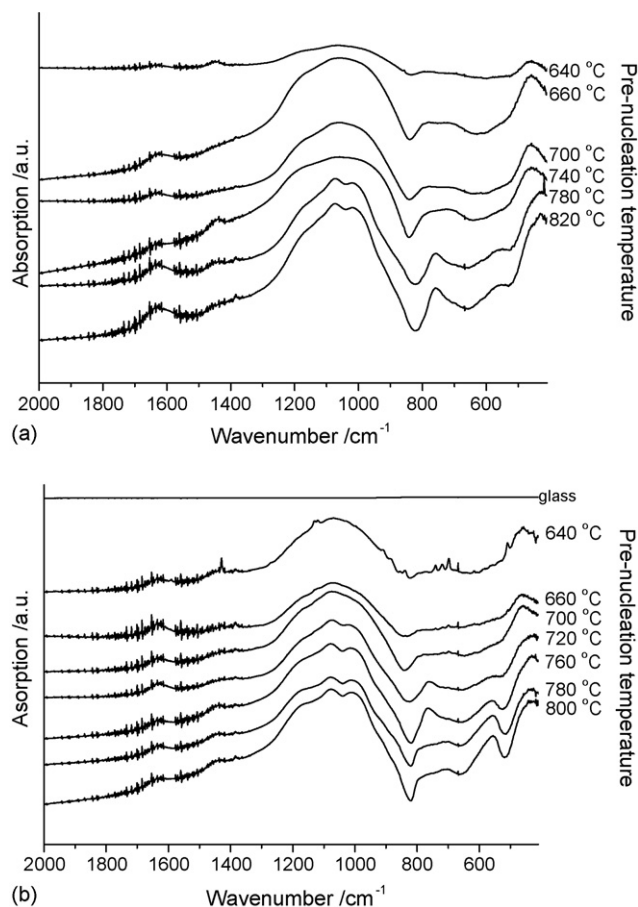 Absorption /a.u.
640 °C
660 °C
700 °C
740 °C
780 °C
820 °C
Pre-nucleation temperature
2000 1800 1600 1400 1200 1000 800 600
Wavenumber /cm-1
(a)
Asorption /a.u.
glass
640 °C
660 °C
700 °C
720 °C
760 °C
780 °C
800 °C
Pre-nucleation temperature
2000 1800 1600 1400 1200 1000 800 600
Wavenumber /cm-1
(b)